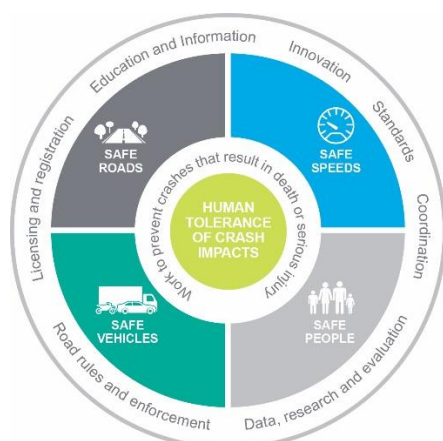 Education and Information
Innovation
Standards
Coordination
Data, research and evaluation
Road rules and enforcement
Licensing and registration
SAFE
ROADS
SAFE
SPEEDS
Work to prevent crashes that result in death or serious injury
HUMAN
TOLERANCE
OF CRASH
IMPACTS
SAFE
VEHICLES
SAFE
PEOPLE